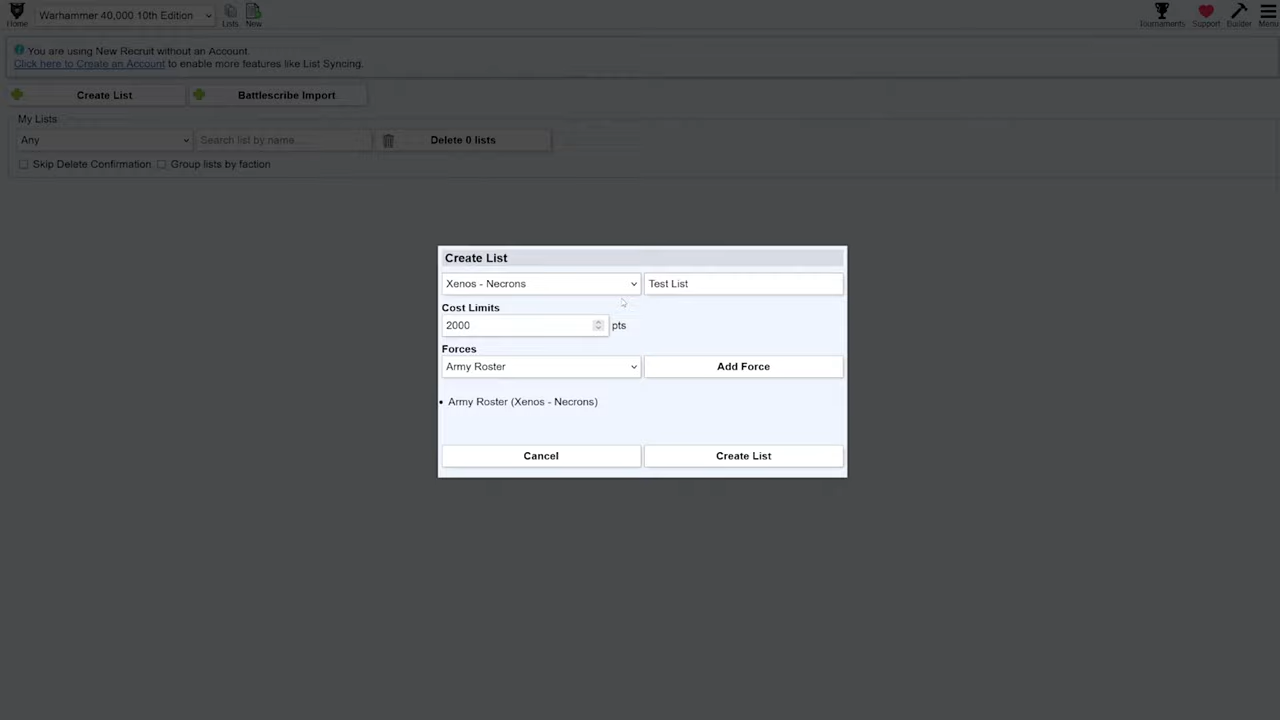 Home
Warhammer 40,000 10th Edition
Lists
New
Tournaments
Support
Builder
Menu
You are using New Recruit without an Account.
Click here to Create an Account to enable more features like List Syncing.
Create List
Battlescribe Import
My Lists
Any
Search list by name...
Delete 0 lists
Skip Delete Confirmation
Group lists by faction
Create List
Xenos - Necrons
Test List
Cost Limits
2000
pts
Forces
Army Roster
Add Force
• Army Roster (Xenos - Necrons)
Cancel
Create List